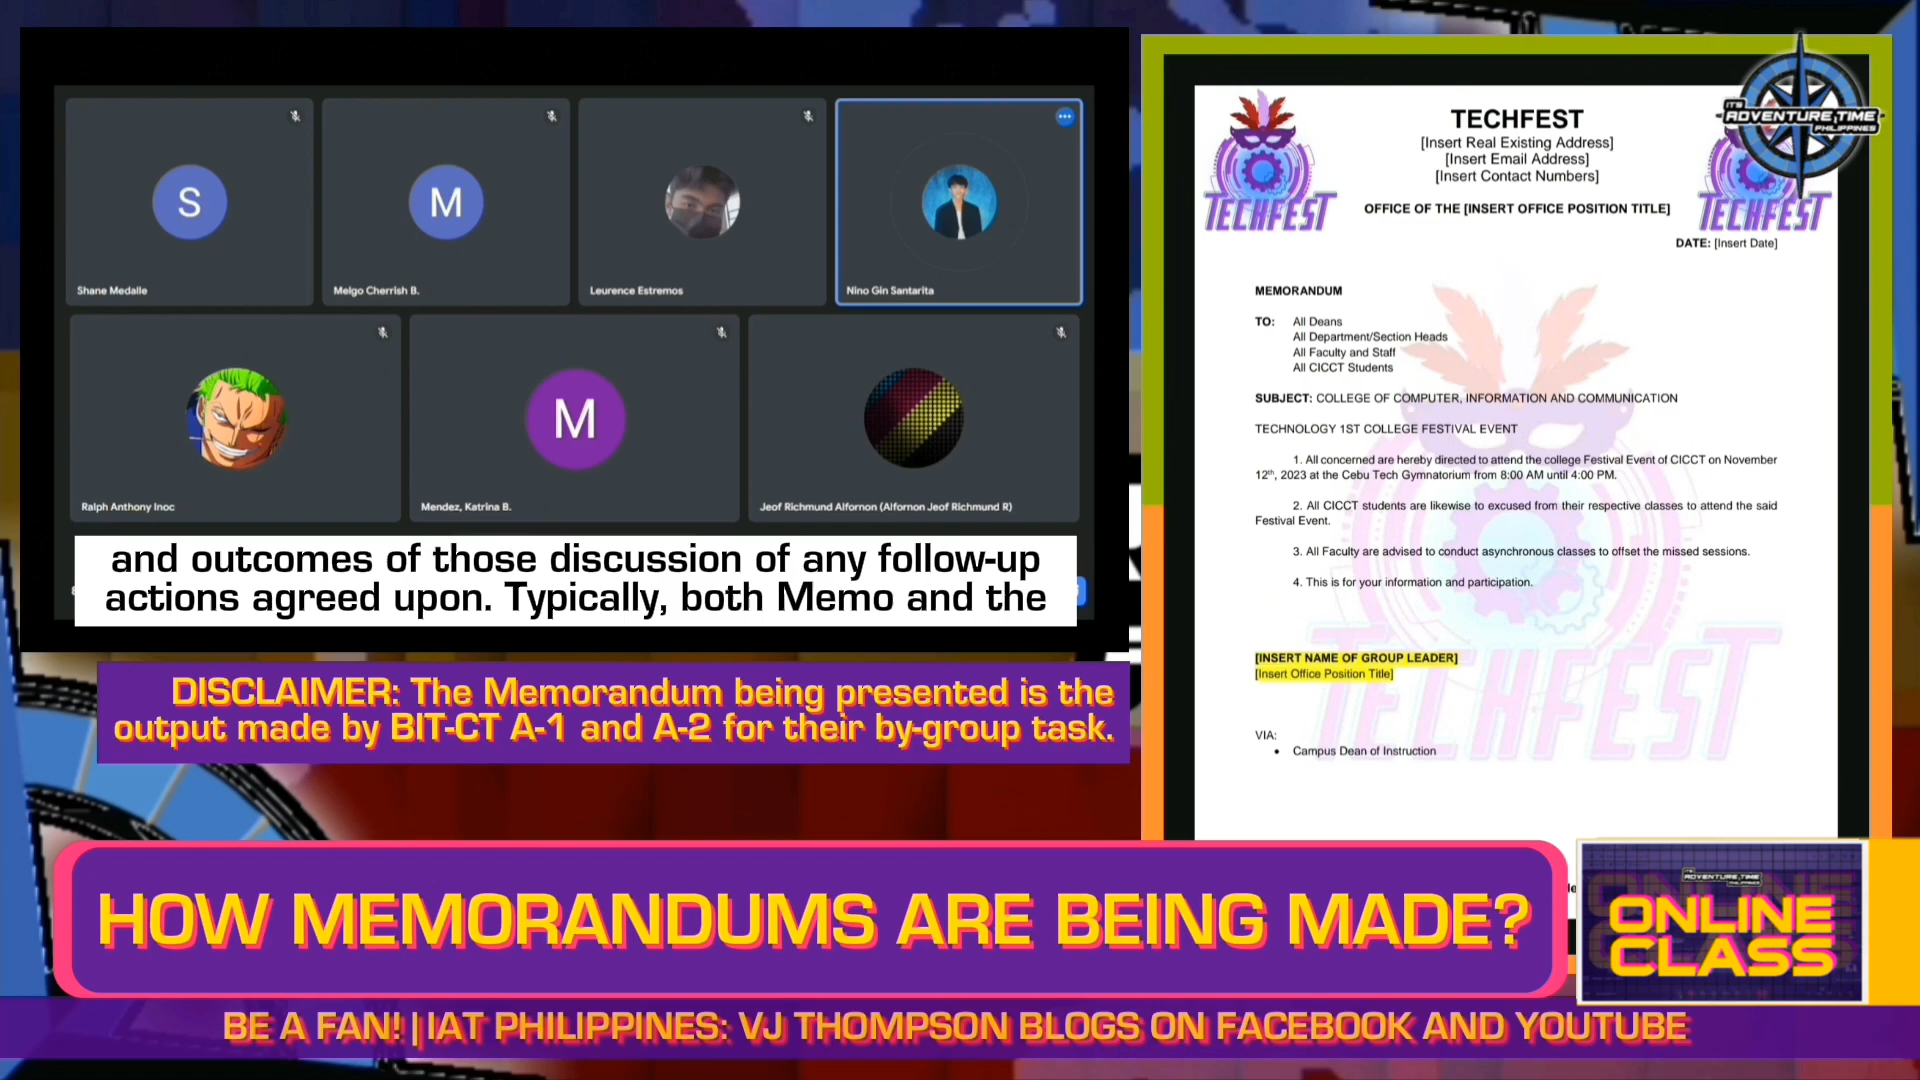 S
Shane Medalle
M
Melgo Cherrish B.
Leurence Estremos
Nino Gin Santarita
Ralph Anthony Inoc
M
Mendez, Katrina B.
Jeof Richmund Alfornon (Alfornon Jeof Richmund R)
and outcomes of those discussion of any follow-up
actions agreed upon. Typically, both Memo and the
DISCLAIMER: The Memorandum being presented is the
output made by BIT-CT A-1 and A-2 for their by-group task.
IT'S
ADVENTURE TIME
PHILIPPINES
TECHFEST
TECHFEST
TECHFEST
[Insert Real Existing Address]
[Insert Email Address]
[Insert Contact Numbers]
OFFICE OF THE [INSERT OFFICE POSITION TITLE]
DATE: [Insert Date]
MEMORANDUM
TO: All Deans
All Department/Section Heads
All Faculty and Staff
All CICCT Students
SUBJECT: COLLEGE OF COMPUTER, INFORMATION AND COMMUNICATION
TECHNOLOGY 1ST COLLEGE FESTIVAL EVENT
1. All concerned are hereby directed to attend the college Festival Event of CICCT on November
12th, 2023 at the Cebu Tech Gymnatorium from 8:00 AM until 4:00 PM.
2. All CICCT students are likewise to excused from their respective classes to attend the said
Festival Event.
3. All Faculty are advised to conduct asynchronous classes to offset the missed sessions.
4. This is for your information and participation.
[INSERT NAME OF GROUP LEADER]
[Insert Office Position Title]
TECHFEST
VIA:
• Campus Dean of Instruction
HOW MEMORANDUMS ARE BEING MADE?
IT'S
ADVENTURE TIME
PHILIPPINES
ONLINE
CLASS
BE A FAN! | IAT PHILIPPINES: VJ THOMPSON BLOGS ON FACEBOOK AND YOUTUBE